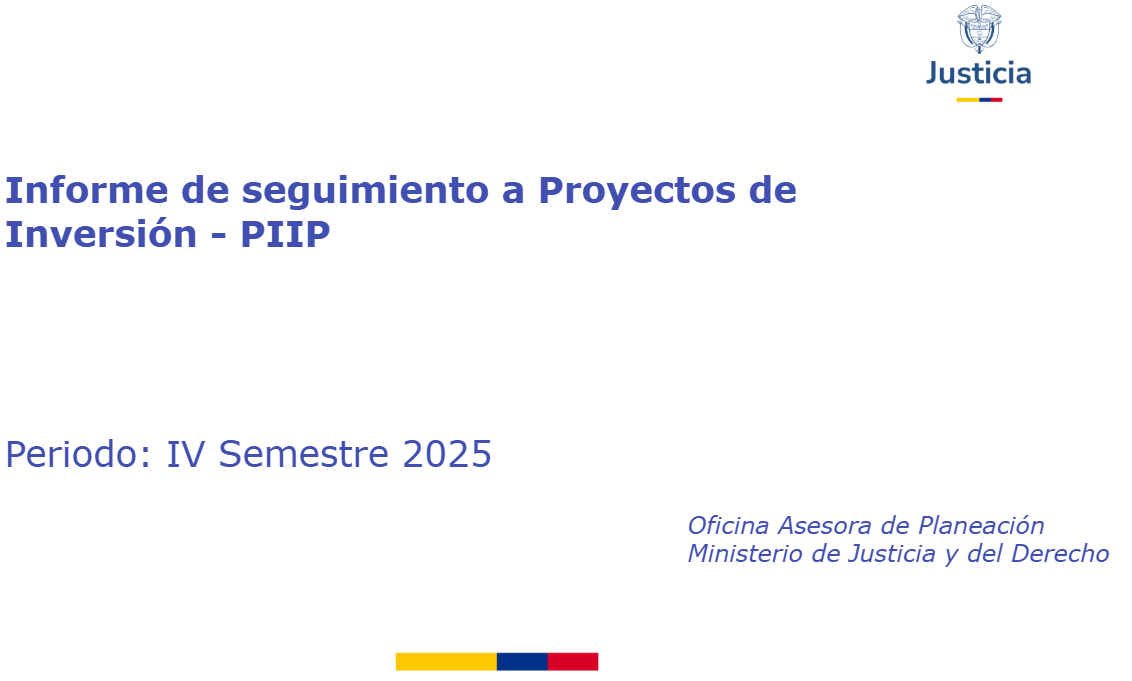 Justicia
Informe de seguimiento a Proyectos de
Inversión - PIIP
Periodo: IV Semestre 2025
Oficina Asesora de Planeación
Ministerio de Justicia y del Derecho